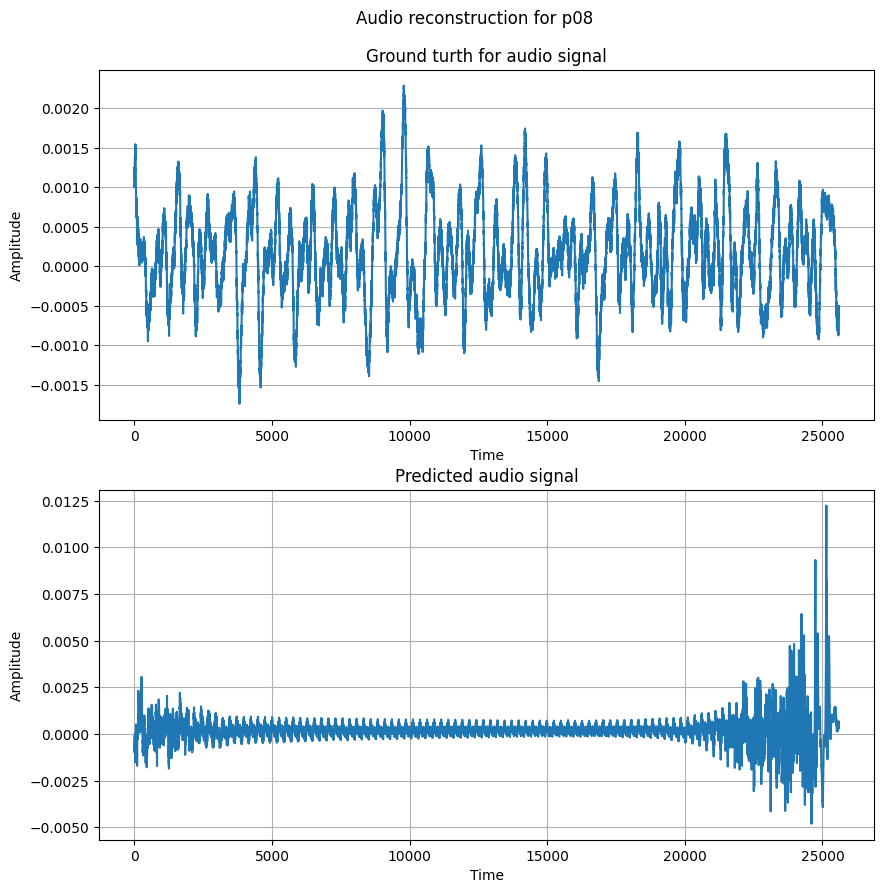 Audio reconstruction for p08
Ground turth for audio signal
0.0020
0.0015
0.0010
0.0005
0.0000
−0.0005
−0.0010
−0.0015
Amplitude
0 5000 10000 15000 20000 25000
Time
Predicted audio signal
0.0125
0.0100
0.0075
0.0050
0.0025
0.0000
−0.0025
−0.0050
Amplitude
0 5000 10000 15000 20000 25000
Time